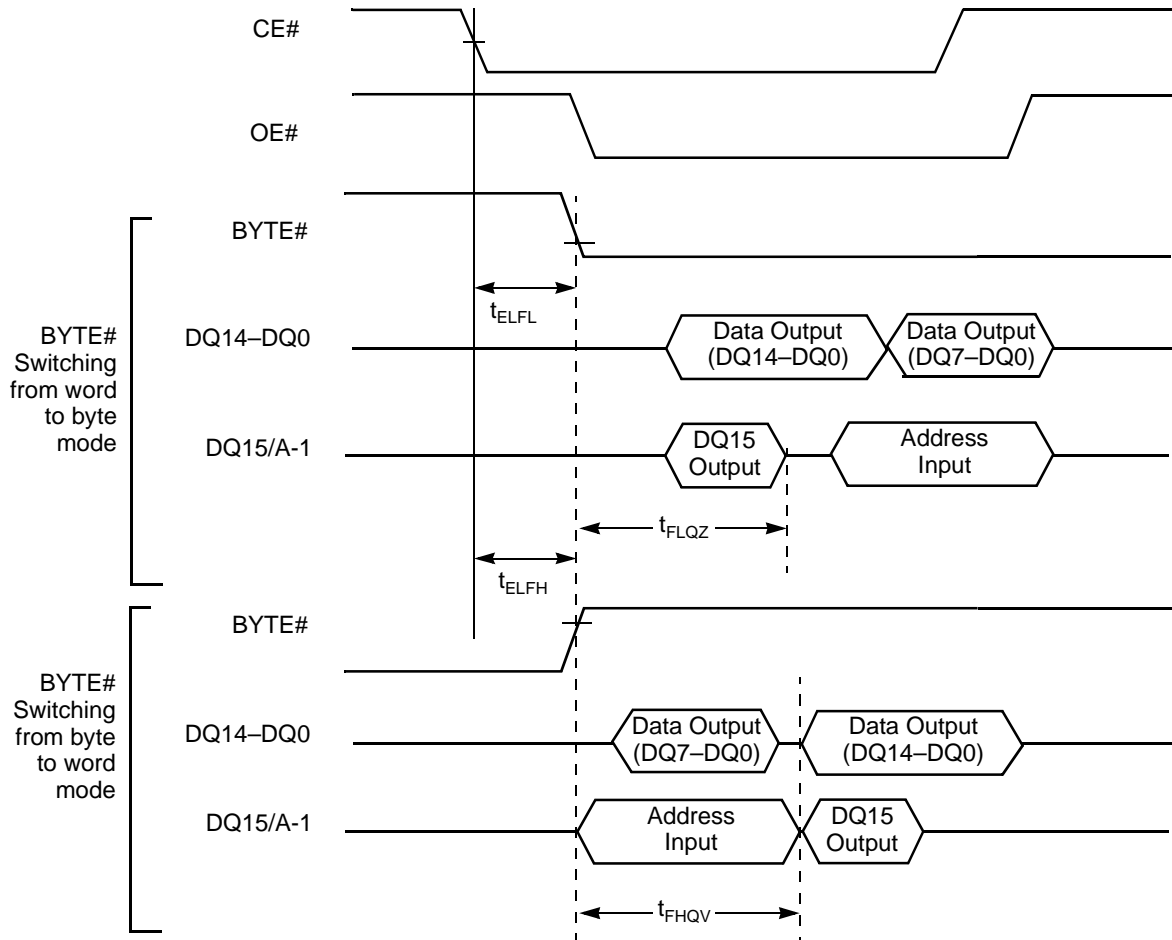 CE#
OE#
BYTE#
tELFL
BYTE#
Switching
from word
to byte
mode
DQ14–DQ0
Data Output
(DQ14–DQ0)
Data Output
(DQ7–DQ0)
DQ15/A-1
DQ15
Output
Address
Input
tFLQZ
tELFH
BYTE#
BYTE#
Switching
from byte
to word
mode
DQ14–DQ0
Data Output
(DQ7–DQ0)
Data Output
(DQ14–DQ0)
DQ15/A-1
Address
Input
DQ15
Output
tFHQV